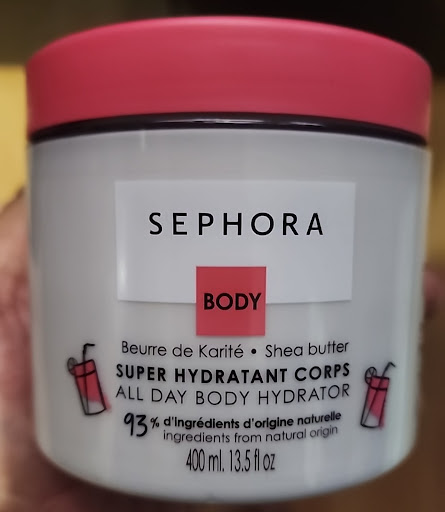 SEPHORA
BODY
Beurre de Karité • Shea butter
SUPER HYDRATANT CORPS
ALL DAY BODY HYDRATOR
93% d'ingrédients d'origine naturelle
ingredients from natural origin
400 ml. 13.5 fl oz